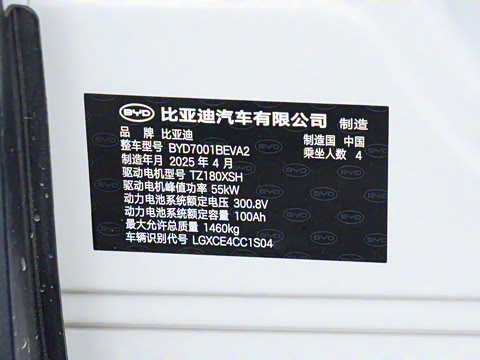 BYD 比亚迪汽车有限公司 制造
品 牌 比亚迪 制造国 中国
整车型号 BYD7001BEVA2 乘坐人数 4
制造年月 2025 年 4 月
驱动电机型号 TZ180XSH
驱动电机峰值功率 55kW
动力电池系统额定电压 300.8V
动力电池系统额定容量 100Ah
最大允许总质量 1460kg
车辆识别代号 LGXCE4CC1S04